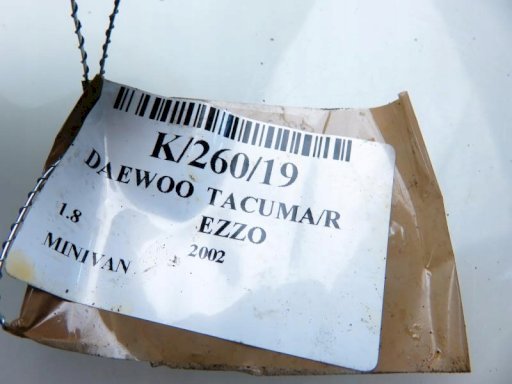 K/260/19
DAEWOO TACUMA/R
EZZO
1.8
2002
MINIVAN